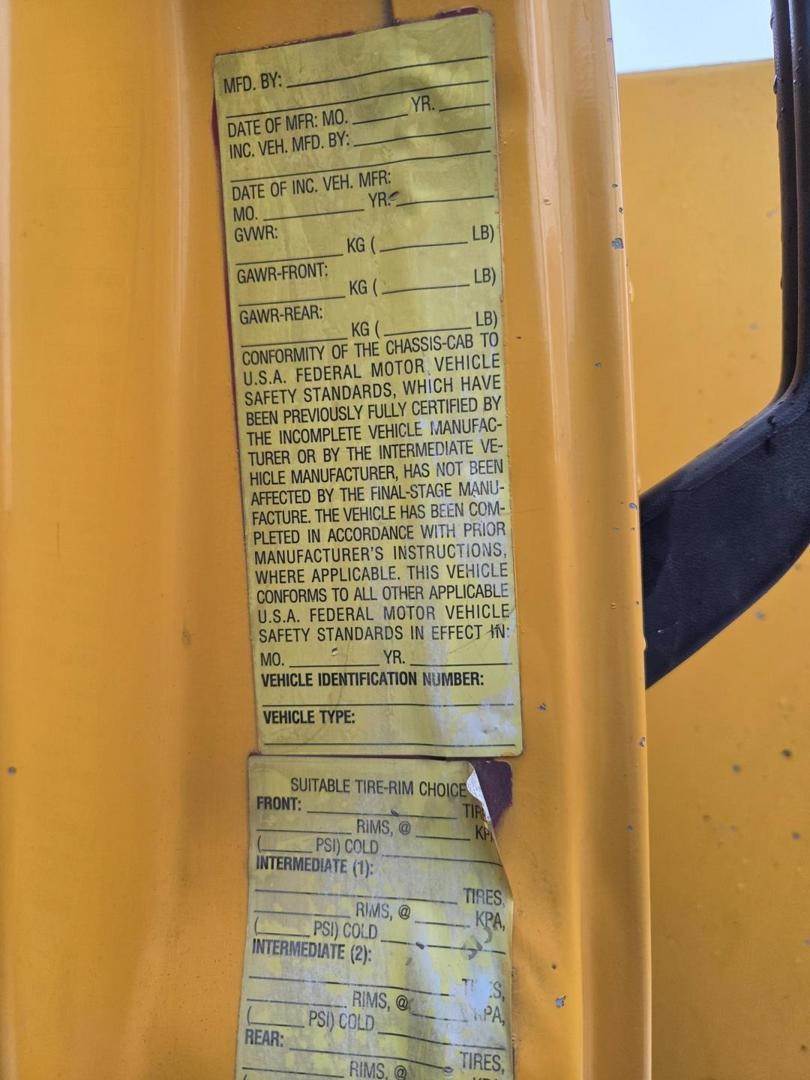 MFD. BY:
DATE OF MFR: MO. YR.
INC. VEH. MFD. BY:
DATE OF INC. VEH. MFR:
MO. YR.
GVWR:
KG ( LB)
GAWR-FRONT:
KG ( LB)
GAWR-REAR:
KG ( LB)
CONFORMITY OF THE CHASSIS-CAB TO
U.S.A. FEDERAL MOTOR VEHICLE
SAFETY STANDARDS, WHICH HAVE
BEEN PREVIOUSLY FULLY CERTIFIED BY
THE INCOMPLETE VEHICLE MANUFAC-
TURER OR BY THE INTERMEDIATE VE-
HICLE MANUFACTURER, HAS NOT BEEN
AFFECTED BY THE FINAL-STAGE MANU-
FACTURE. THE VEHICLE HAS BEEN COM-
PLETED IN ACCORDANCE WITH PRIOR
MANUFACTURER'S INSTRUCTIONS,
WHERE APPLICABLE. THIS VEHICLE
CONFORMS TO ALL OTHER APPLICABLE
U.S.A. FEDERAL MOTOR VEHICLE
SAFETY STANDARDS IN EFFECT IN:
MO. YR.
VEHICLE IDENTIFICATION NUMBER:
VEHICLE TYPE:
SUITABLE TIRE-RIM CHOICE
FRONT:
RIMS, @
( PSI) COLD
INTERMEDIATE (1):
TIRES,
RIMS, @ KPA,
( PSI) COLD
INTERMEDIATE (2):
RIMS, @
( PSI) COLD
REAR:
TIRES,
RIMS, @